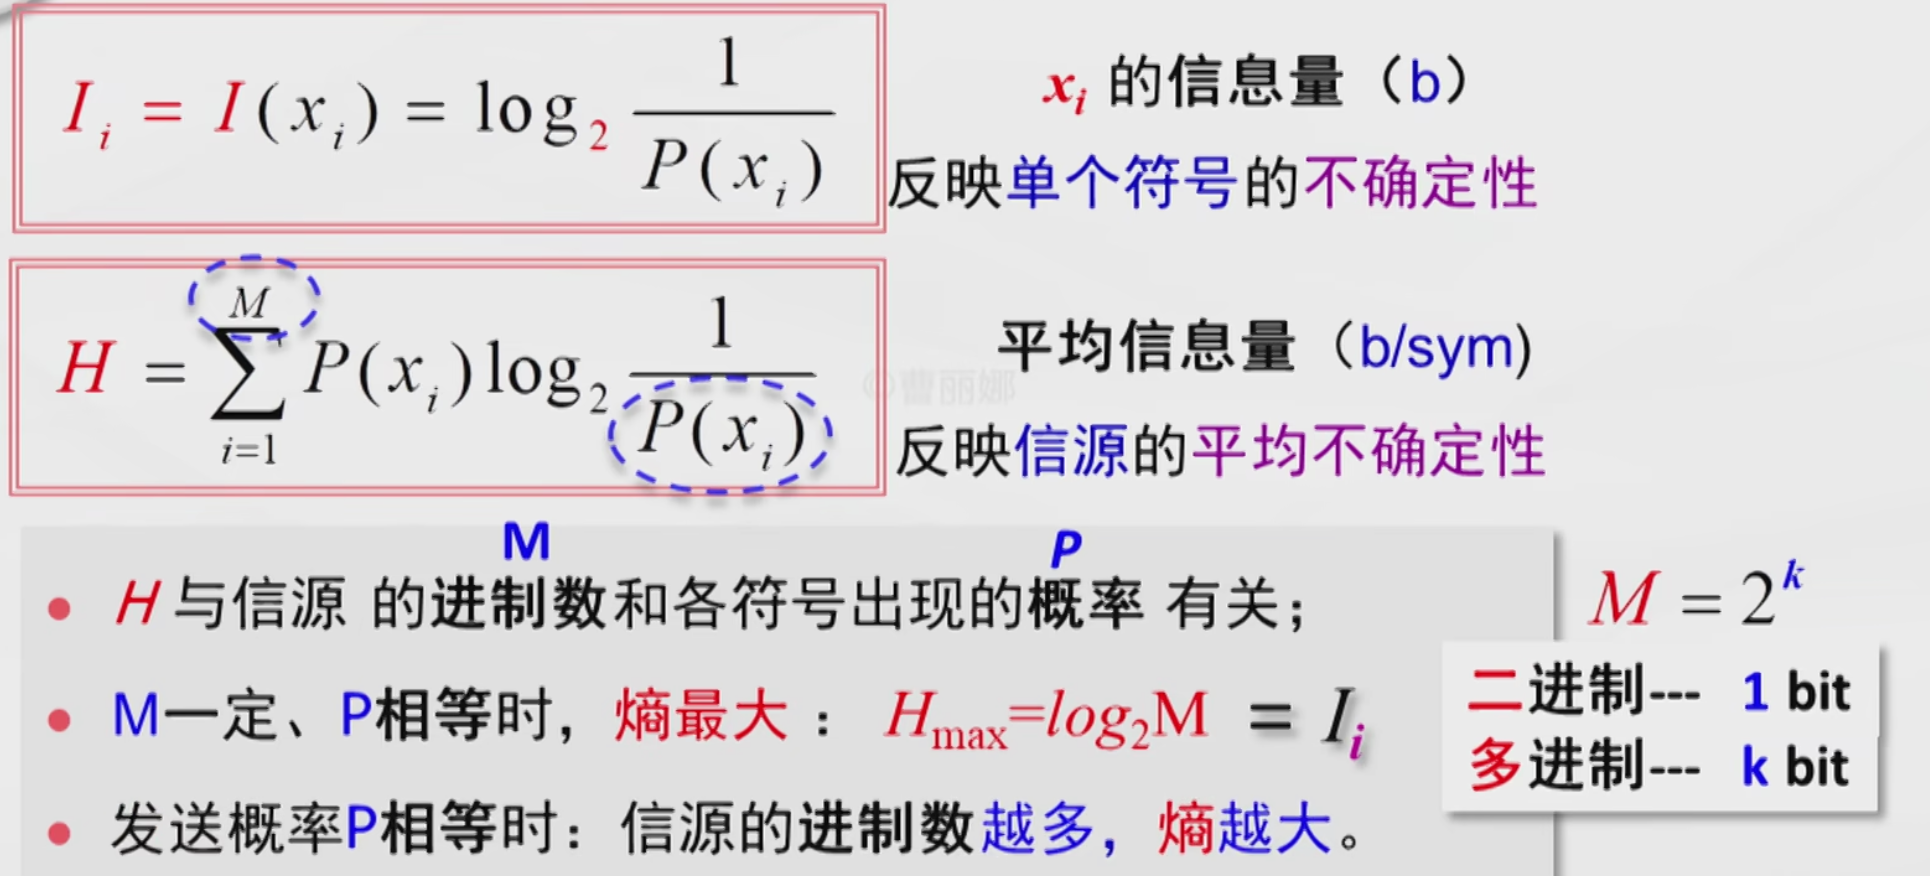 I_i = I(x_i) = log_2 1/P(x_i)
x_i 的信息量（b）
反映单个符号的不确定性
H = ∑_{i=1}^{M} P(x_i) log_2 1/P(x_i)
平均信息量（b/sym)
©曹丽娜
反映信源的平均不确定性
M P
• H 与信源 的进制数和各符号出现的概率 有关；
M = 2^k
• M一定、P相等时，熵最大：H_max=log_2M = I_i
二进制--- 1 bit
多进制--- k bit
• 发送概率P相等时：信源的进制数越多，熵越大。